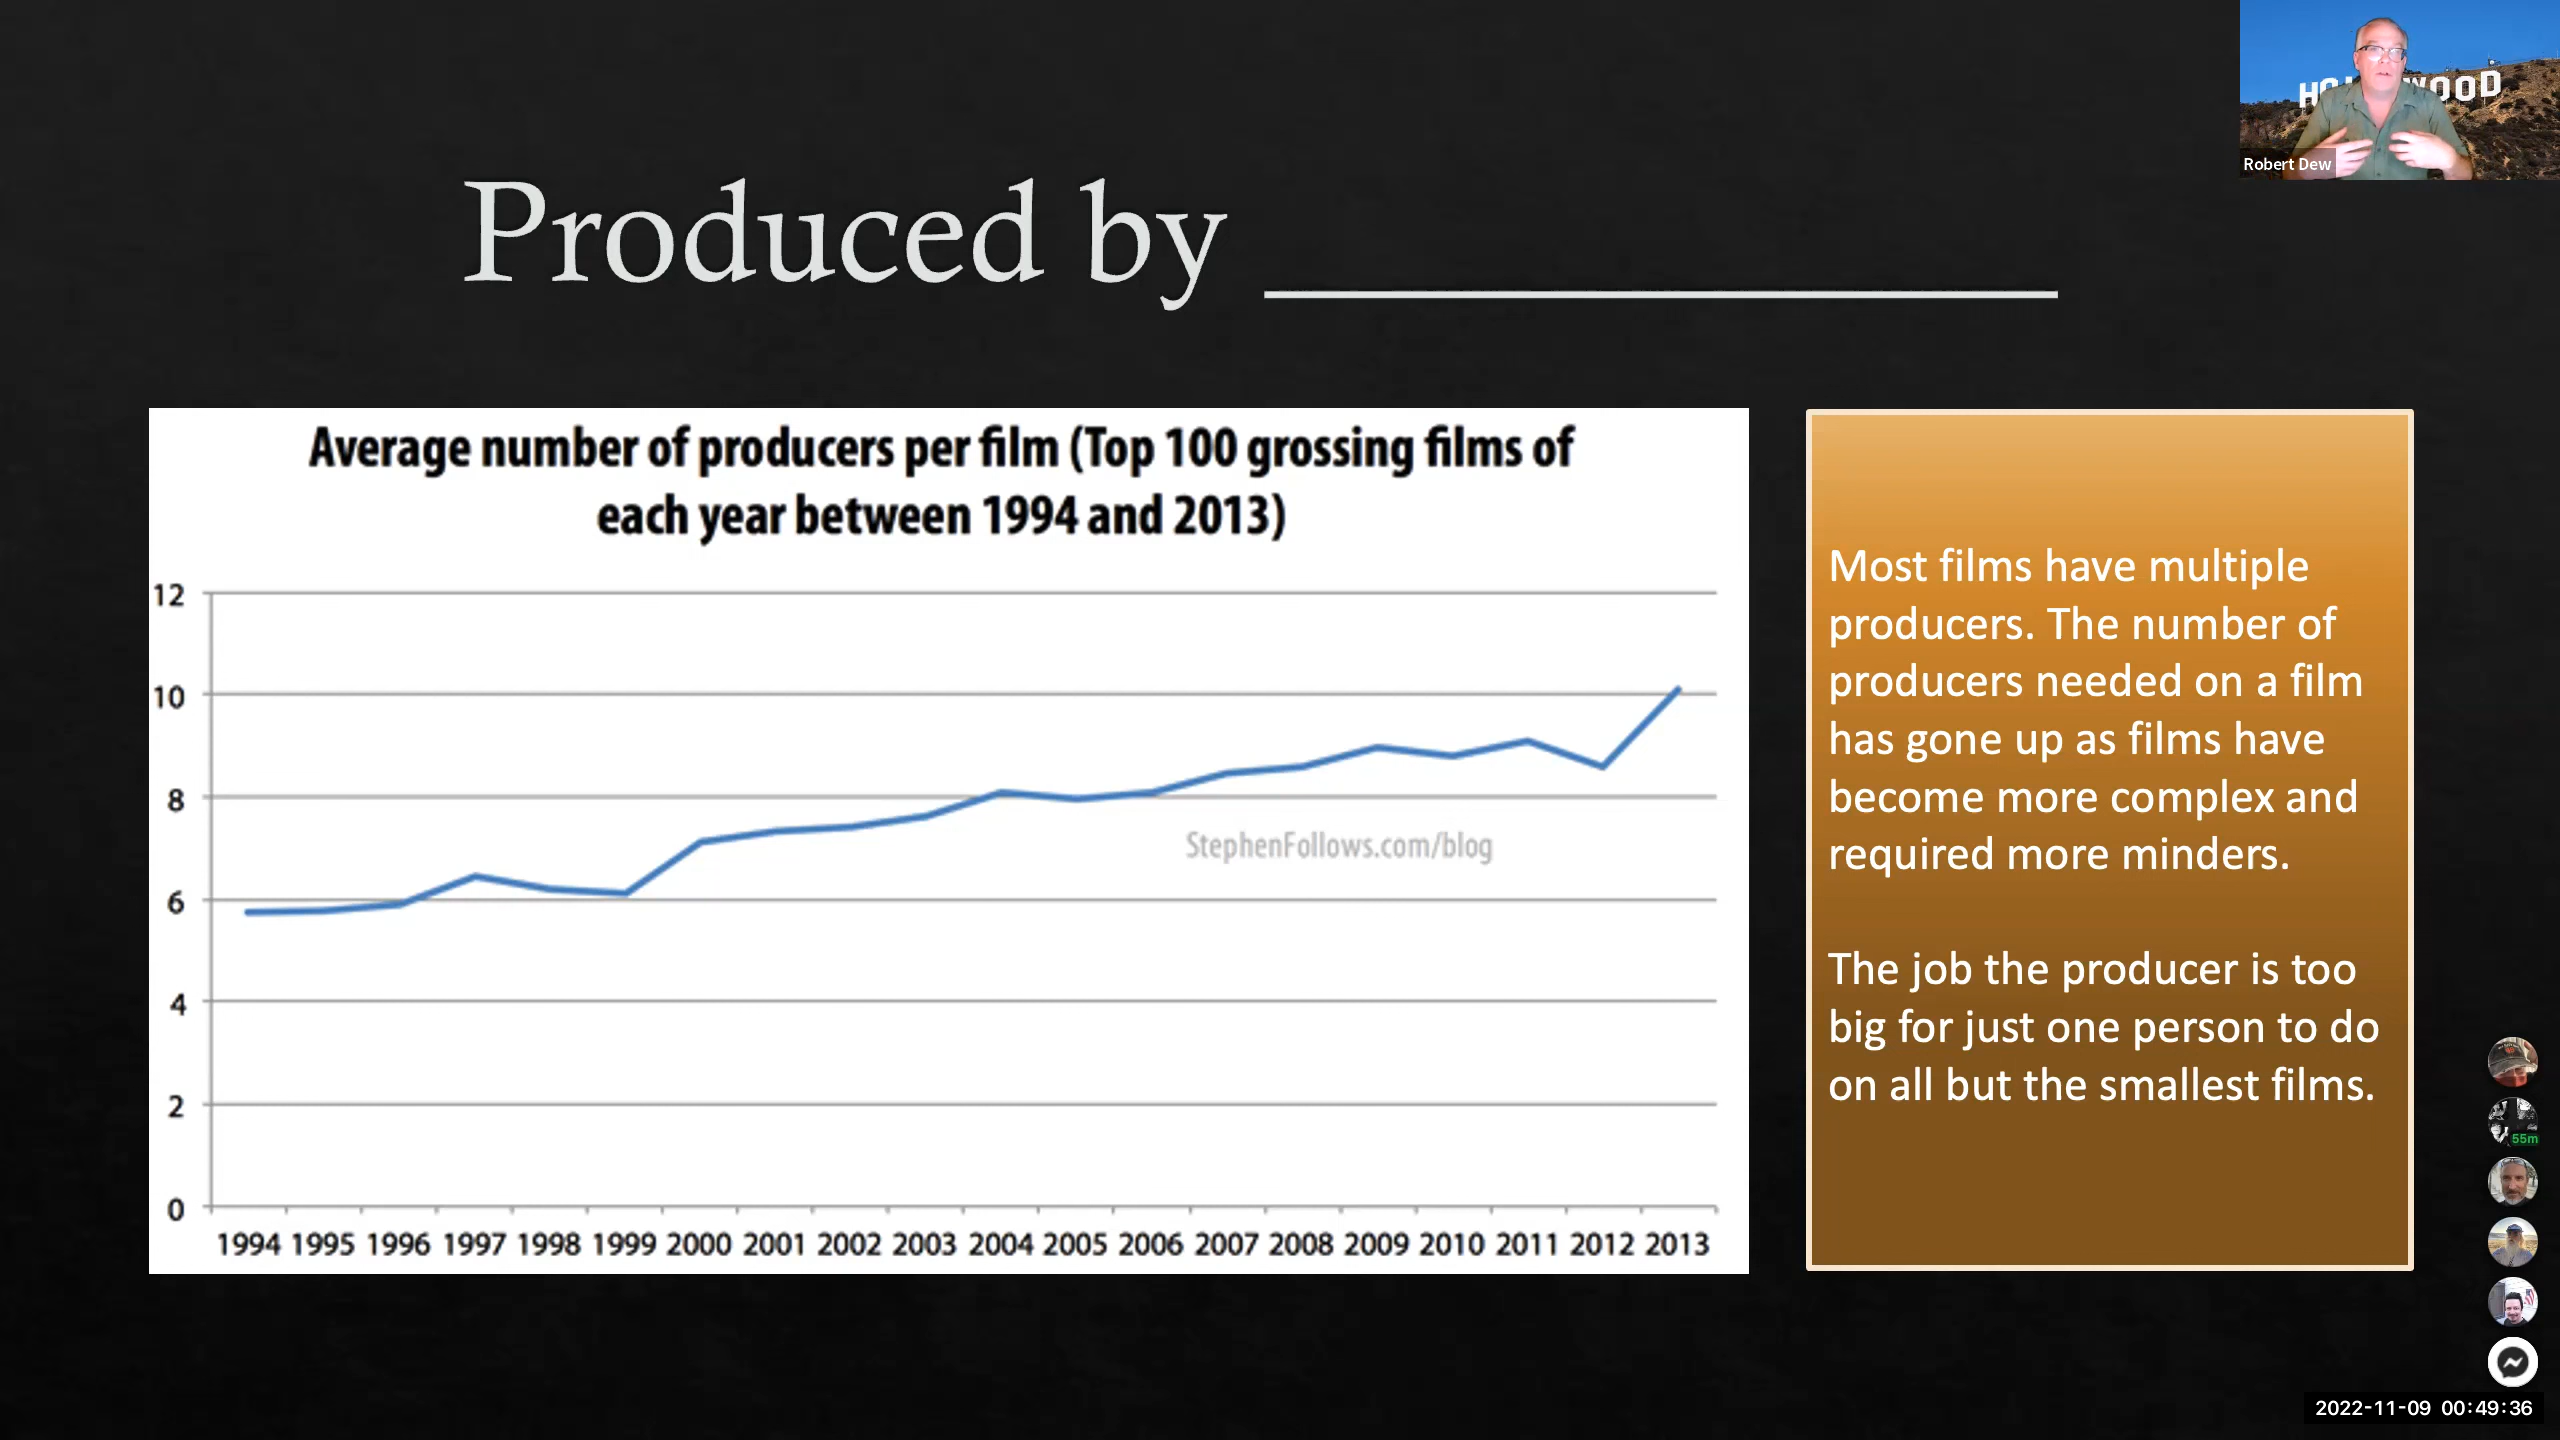 HO WOOD
Robert Dew
Produced by ____________
Average number of producers per film (Top 100 grossing films of
each year between 1994 and 2013)
12
10
8
6
4
2
0
StephenFollows.com/blog
1994 1995 1996 1997 1998 1999 2000 2001 2002 2003 2004 2005 2006 2007 2008 2009 2010 2011 2012 2013
Most films have multiple
producers. The number of
producers needed on a film
has gone up as films have
become more complex and
required more minders.
The job the producer is too
big for just one person to do
on all but the smallest films.
55m
2022-11-09 00:49:36